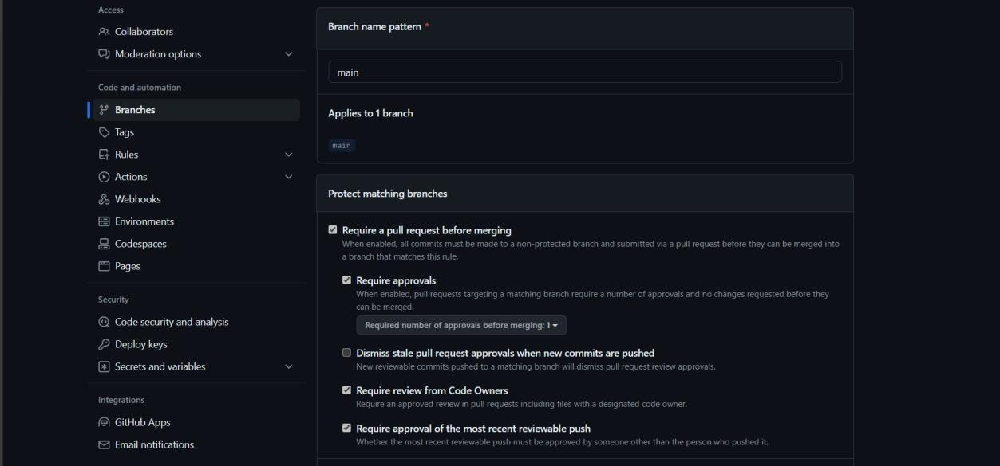 Access
Collaborators
Moderation options
Code and automation
Branches
Tags
Rules
Actions
Webhooks
Environments
Codespaces
Pages
Security
Code security and analysis
Deploy keys
Secrets and variables
Integrations
GitHub Apps
Email notifications
Branch name pattern *
main
Applies to 1 branch
main
Protect matching branches
Require a pull request before merging
When enabled, all commits must be made to a non-protected branch and submitted via a pull request before they can be merged into
a branch that matches this rule.
Require approvals
When enabled, pull requests targeting a matching branch require a number of approvals and no changes requested before they
can be merged.
Required number of approvals before merging: 1
Dismiss stale pull request approvals when new commits are pushed
New reviewable commits pushed to a matching branch will dismiss pull request review approvals.
Require review from Code Owners
Require an approved review in pull requests including files with a designated code owner.
Require approval of the most recent reviewable push
Whether the most recent reviewable push must be approved by someone other than the person who pushed it.